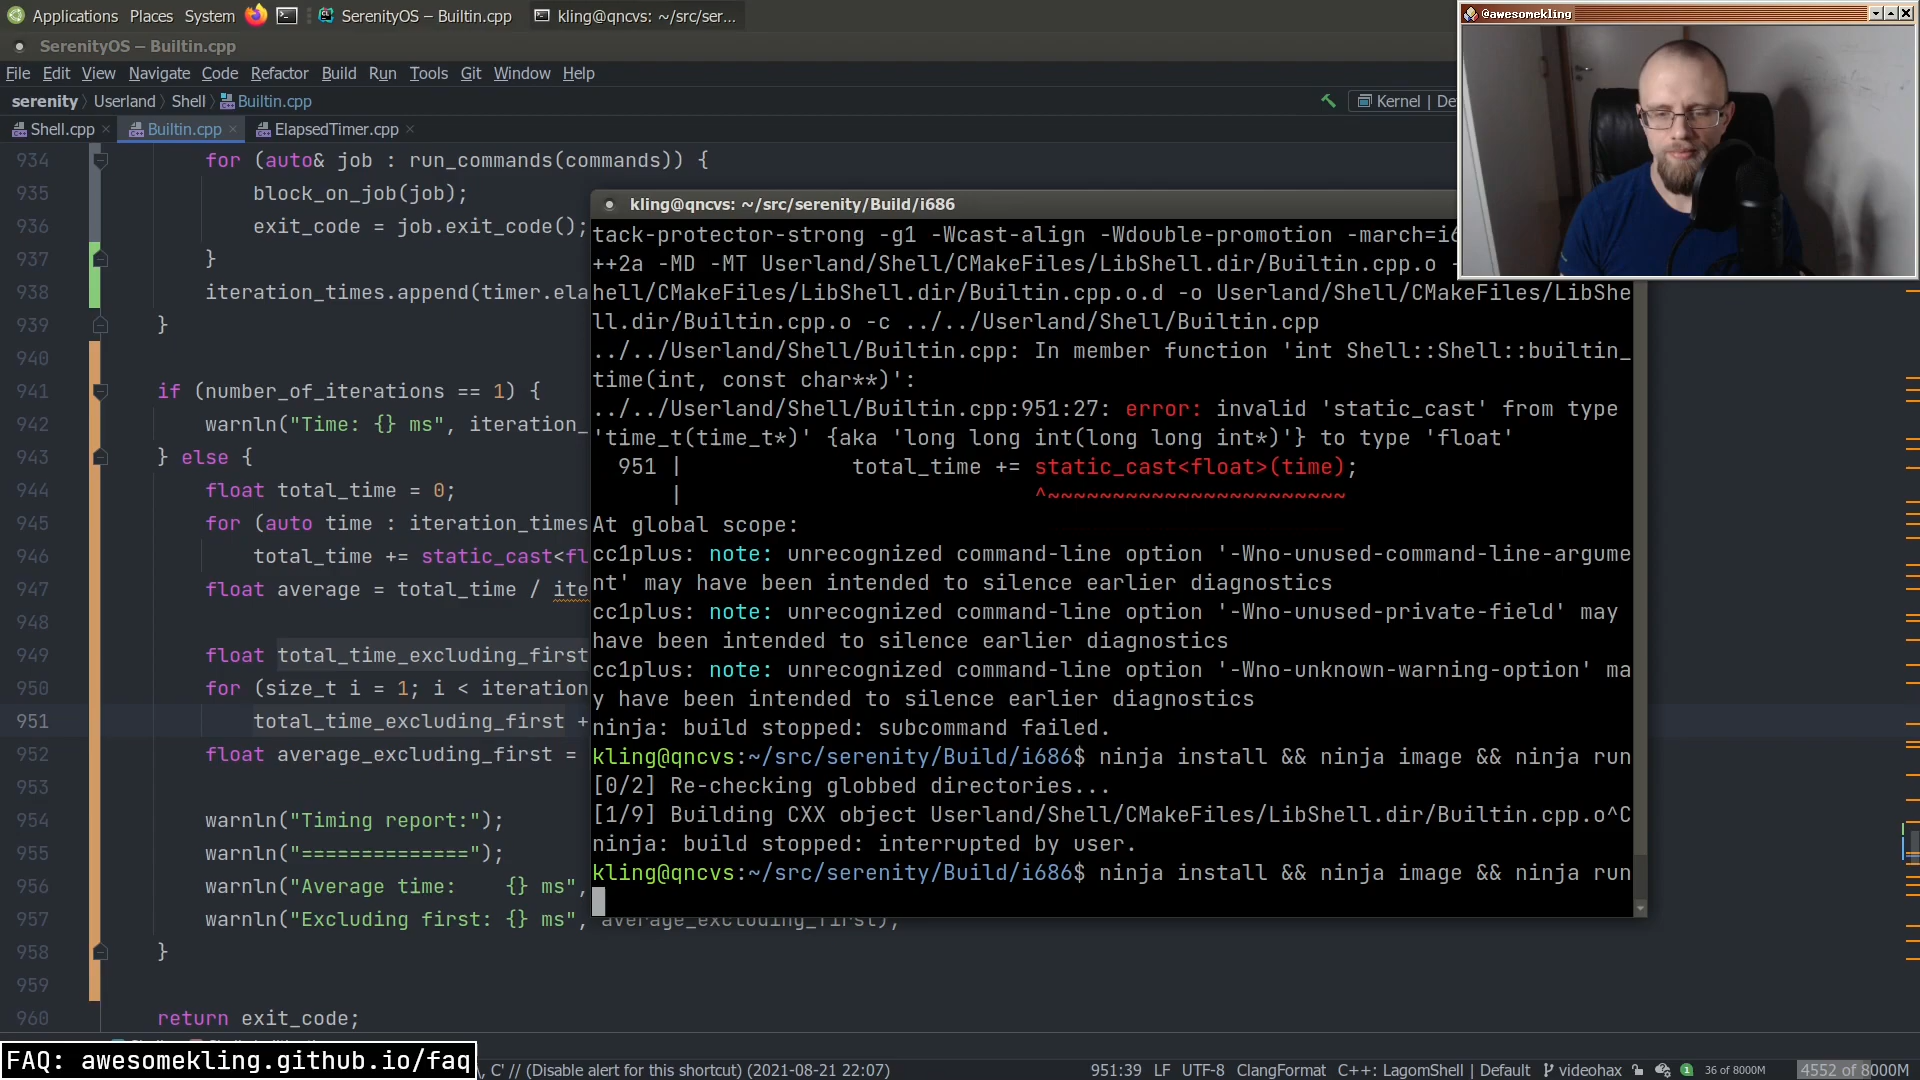 Applications Places System SerenityOS – Builtin.cpp kling@qncvs: ~/src/ser...
@awesomekling
SerenityOS – Builtin.cpp
File Edit View Navigate Code Refactor Build Run Tools Git Window Help
serenity Userland Shell Builtin.cpp Kernel | De
Shell.cpp Builtin.cpp ElapsedTimer.cpp
934 for (auto& job : run_commands(commands)) {
935 block_on_job(job);
936 exit_code = job.exit_code();
937 }
938 iteration_times.append(timer.ela
939 }
940
941 if (number_of_iterations == 1) {
942 warnln("Time: {} ms", iteration_
943 } else {
944 float total_time = 0;
945 for (auto time : iteration_times
946 total_time += static_cast<fl
947 float average = total_time / ite
948
949 float total_time_excluding_first
950 for (size_t i = 1; i < iteration
951 total_time_excluding_first +
952 float average_excluding_first =
953
954 warnln("Timing report:");
955 warnln("==============");
956 warnln("Average time:    {} ms",
957 warnln("Excluding first: {} ms", average_excluding_first);
958 }
959
960 return exit_code;
kling@qncvs: ~/src/serenity/Build/i686
tack-protector-strong -g1 -Wcast-align -Wdouble-promotion -march=i
++2a -MD -MT Userland/Shell/CMakeFiles/LibShell.dir/Builtin.cpp.o -
hell/CMakeFiles/LibShell.dir/Builtin.cpp.o.d -o Userland/Shell/CMakeFiles/LibShe
ll.dir/Builtin.cpp.o -c ../../Userland/Shell/Builtin.cpp
../../Userland/Shell/Builtin.cpp: In member function 'int Shell::Shell::builtin_
time(int, const char**)':
../../Userland/Shell/Builtin.cpp:951:27: error: invalid 'static_cast' from type
'time_t(time_t*)' {aka 'long long int(long long int*)'} to type 'float'
951 | total_time += static_cast<float>(time);
| ^~~~~~~~~~~~~~~~~~~~~~~~
At global scope:
cc1plus: note: unrecognized command-line option '-Wno-unused-command-line-argume
nt' may have been intended to silence earlier diagnostics
cc1plus: note: unrecognized command-line option '-Wno-unused-private-field' may
have been intended to silence earlier diagnostics
cc1plus: note: unrecognized command-line option '-Wno-unknown-warning-option' ma
y have been intended to silence earlier diagnostics
ninja: build stopped: subcommand failed.
kling@qncvs:~/src/serenity/Build/i686$ ninja install && ninja image && ninja run
[0/2] Re-checking globbed directories...
[1/9] Building CXX object Userland/Shell/CMakeFiles/LibShell.dir/Builtin.cpp.o^C
ninja: build stopped: interrupted by user.
kling@qncvs:~/src/serenity/Build/i686$ ninja install && ninja image && ninja run
FAQ: awesomekling.github.io/faq
, C' // (Disable alert for this shortcut) (2021-08-21 22:07) 951:39 LF UTF-8 ClangFormat C++: LagomShell | Default videohax 1 36 of 8000M 4552 of 8000M